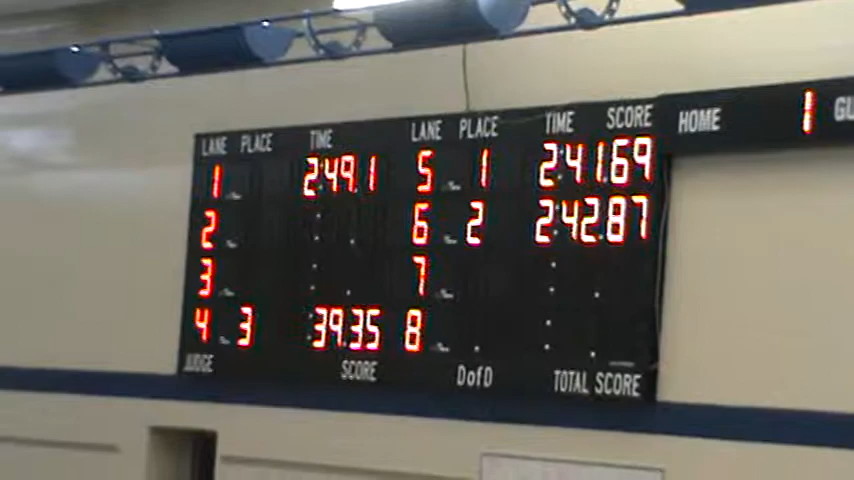 LANE PLACE TIME LANE PLACE TIME SCORE HOME 1 GU
1 2:49.1 5 1 2:41.69
2 6 2 2:42.87
3 7
4 3 :39.35 8
JUDGE SCORE DofD TOTAL SCORE